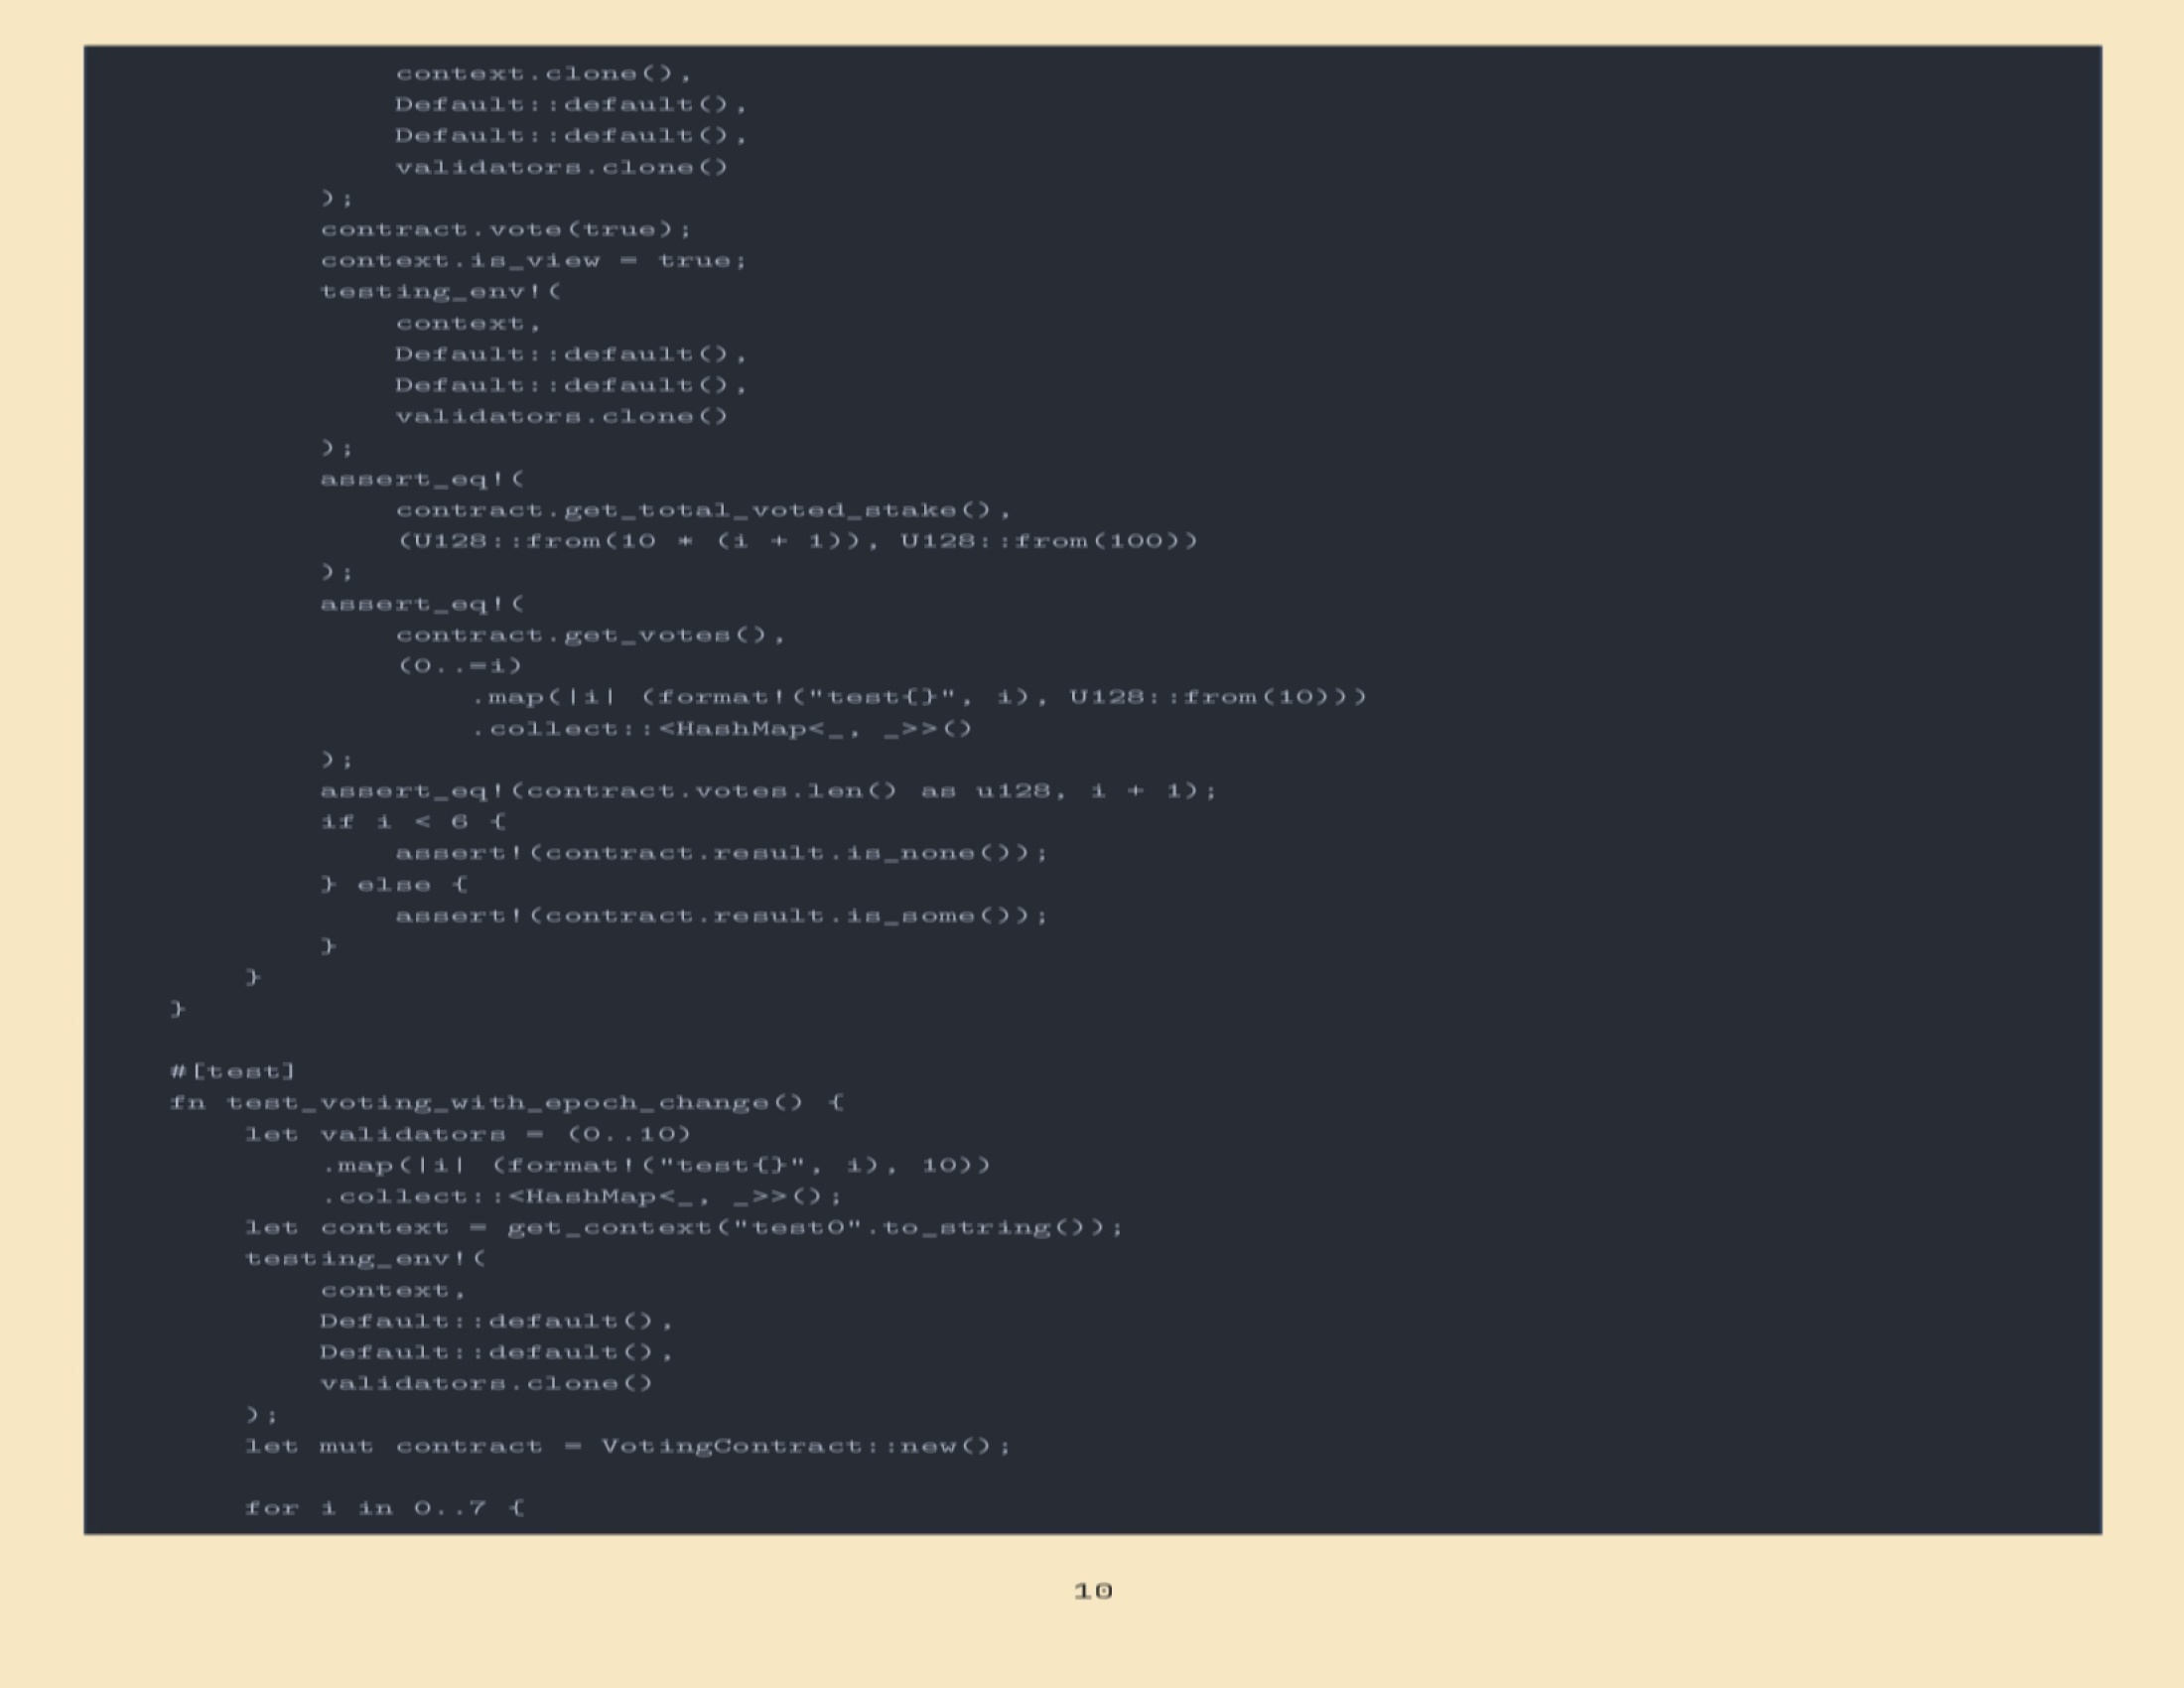 context.clone(),
Default::default(),
Default::default(),
validators.clone()
);
contract.vote(true);
context.is_view = true;
testing_env!(
context,
Default::default(),
Default::default(),
validators.clone()
);
assert_eq!(
contract.get_total_voted_stake(),
(U128::from(10 * (i + 1)), U128::from(100))
);
assert_eq!(
contract.get_votes(),
(0..=i)
.map(|i| (format!("test{}", i), U128::from(10)))
.collect::<HashMap<_, _>>()
);
assert_eq!(contract.votes.len() as u128, i + 1);
if i < 6 {
assert!(contract.result.is_none());
} else {
assert!(contract.result.is_some());
}
}
}
#[test]
fn test_voting_with_epoch_change() {
let validators = (0..10)
.map(|i| (format!("test{}", i), 10))
.collect::<HashMap<_, _>>();
let context = get_context("test0".to_string());
testing_env!(
context,
Default::default(),
Default::default(),
validators.clone()
);
let mut contract = VotingContract::new();
for i in 0..7 {
10